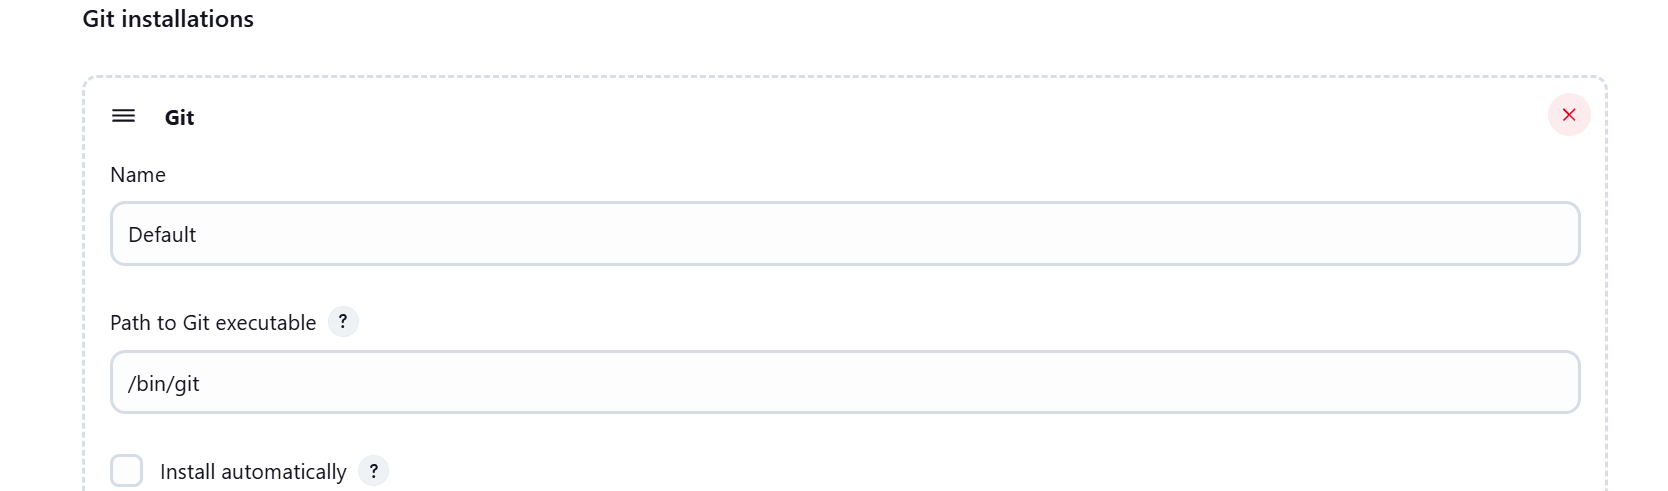 Git installations
Git
Name
Default
Path to Git executable ?
/bin/git
Install automatically ?